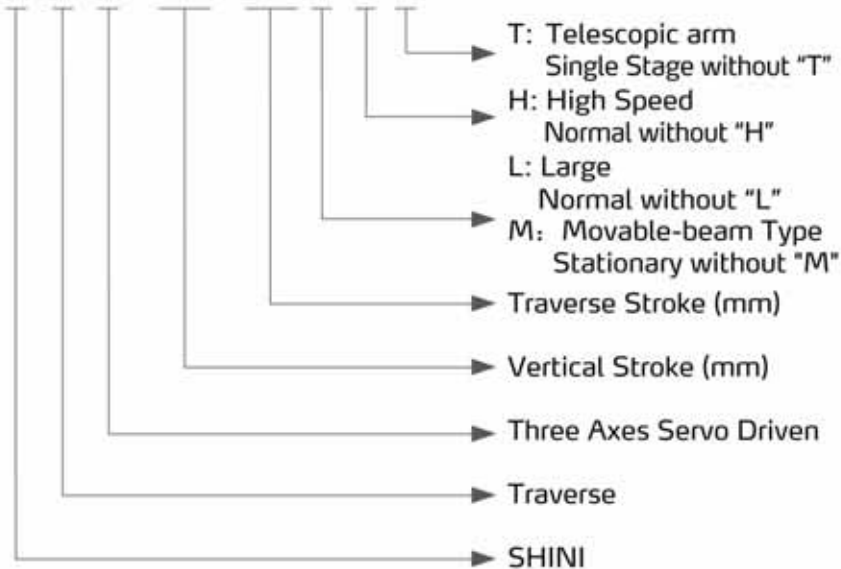 T: Telescopic arm
Single Stage without “T”
H: High Speed
Normal without “H”
L: Large
Normal without “L”
M: Movable-beam Type
Stationary without "M"
Traverse Stroke (mm)
Vertical Stroke (mm)
Three Axes Servo Driven
Traverse
SHINI